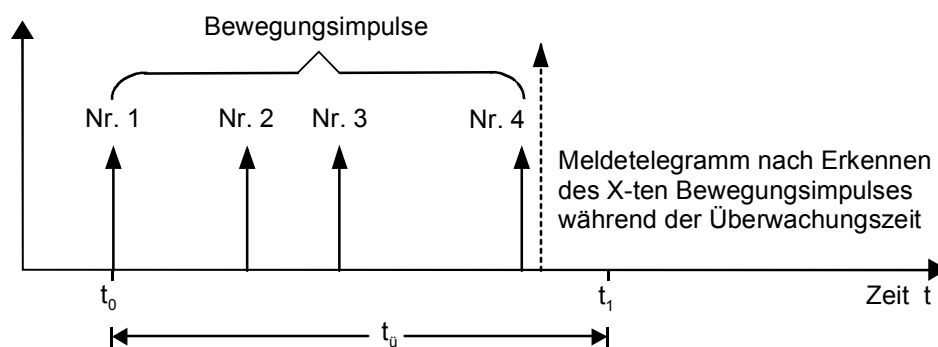 Bewegungsimpulse
Nr. 1 Nr. 2 Nr. 3 Nr. 4
Meldetelegramm nach Erkennen
des X-ten Bewegungsimpulses
während der Überwachungszeit
t₀ t₁ Zeit t
tü